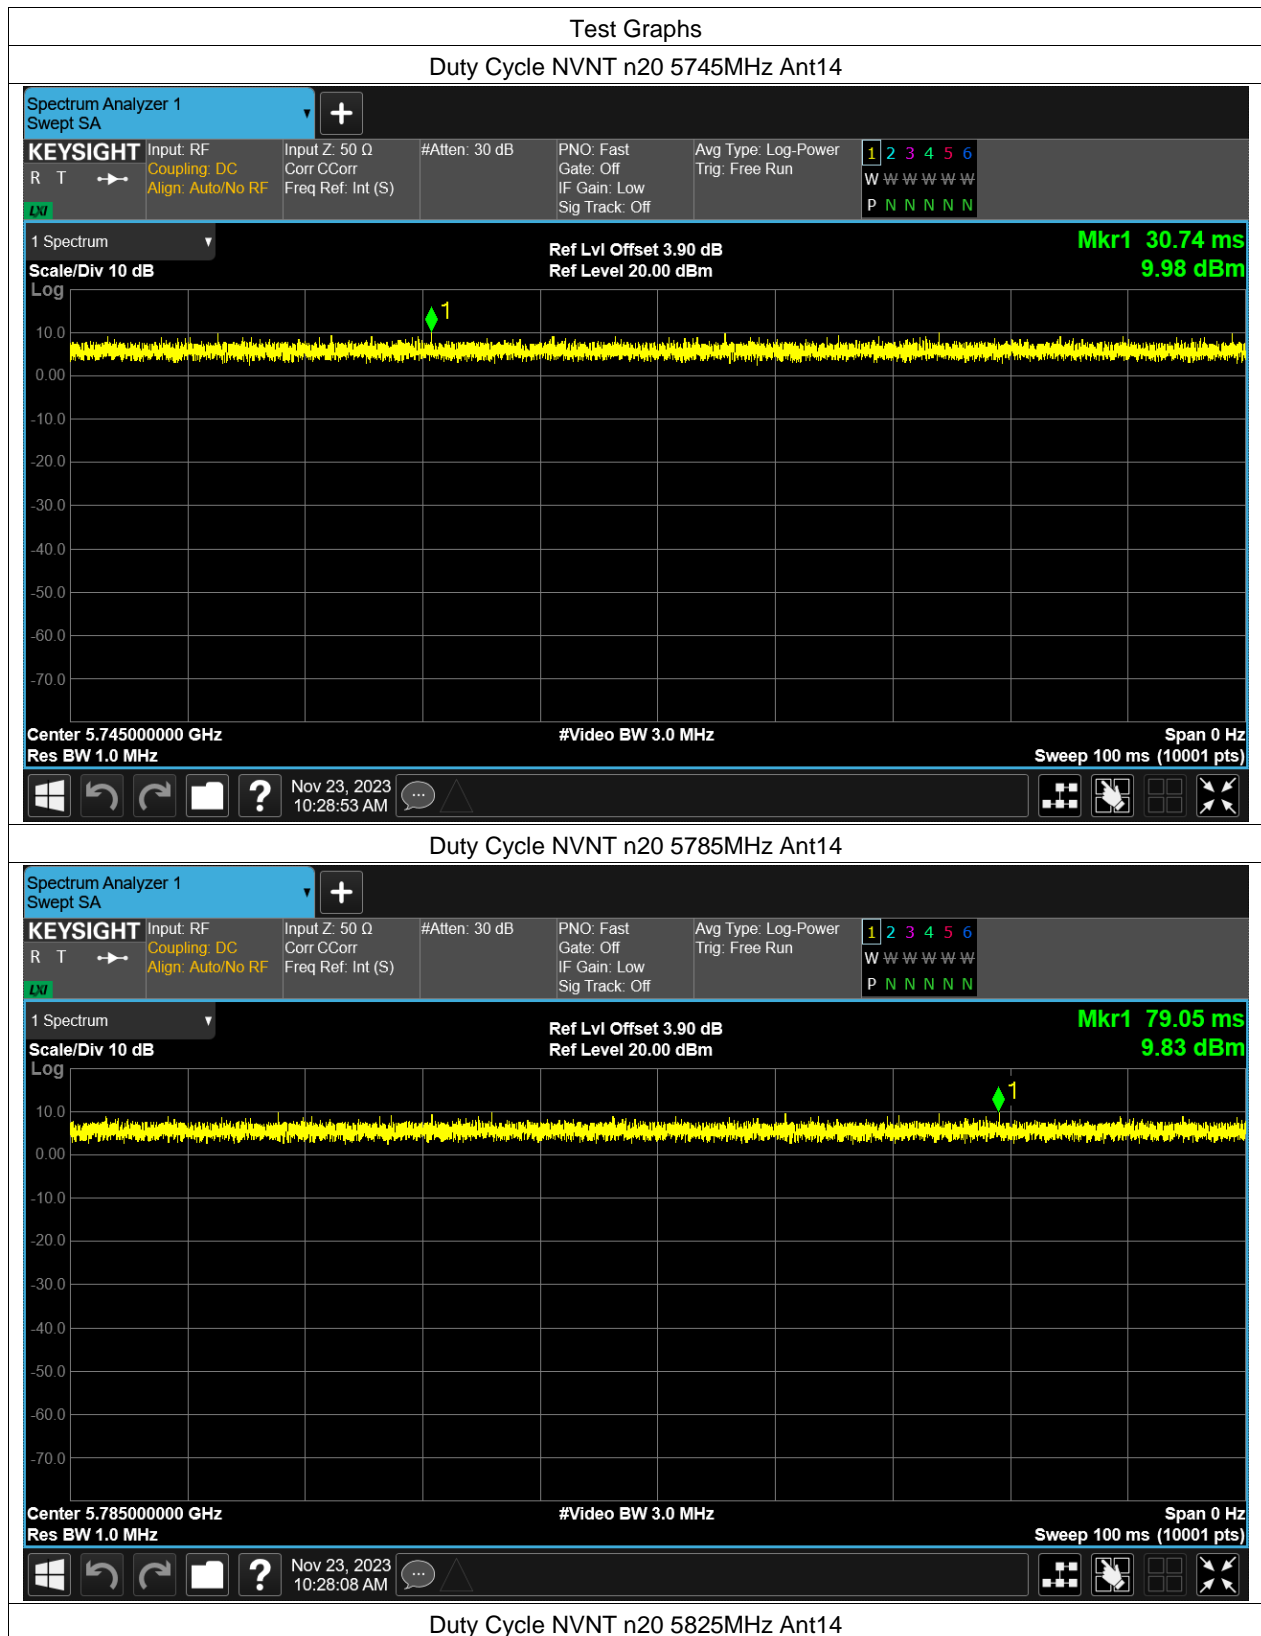 Test Graphs
Duty Cycle NVNT n20 5745MHz Ant14
Spectrum Analyzer 1
Swept SA
KEYSIGHT
R T
LXI
Input: RF
Coupling: DC
Align: Auto/No RF
Input Z: 50 Ω
Corr CCorr
Freq Ref: Int (S)
#Atten: 30 dB
PNO: Fast
Gate: Off
IF Gain: Low
Sig Track: Off
Avg Type: Log-Power
Trig: Free Run
1 2 3 4 5 6
W W W W W W
P N N N N N
1 Spectrum
Scale/Div 10 dB
Ref Lvl Offset 3.90 dB
Ref Level 20.00 dBm
Mkr1 30.74 ms
9.98 dBm
Log
1
10.0
0.00
-10.0
-20.0
-30.0
-40.0
-50.0
-60.0
-70.0
Center 5.745000000 GHz
#Video BW 3.0 MHz
Span 0 Hz
Res BW 1.0 MHz
Sweep 100 ms (10001 pts)
?
Nov 23, 2023
10:28:53 AM
Duty Cycle NVNT n20 5785MHz Ant14
Spectrum Analyzer 1
Swept SA
KEYSIGHT
R T
LXI
Input: RF
Coupling: DC
Align: Auto/No RF
Input Z: 50 Ω
Corr CCorr
Freq Ref: Int (S)
#Atten: 30 dB
PNO: Fast
Gate: Off
IF Gain: Low
Sig Track: Off
Avg Type: Log-Power
Trig: Free Run
1 2 3 4 5 6
W W W W W W
P N N N N N
1 Spectrum
Scale/Div 10 dB
Ref Lvl Offset 3.90 dB
Ref Level 20.00 dBm
Mkr1 79.05 ms
9.83 dBm
Log
1
10.0
0.00
-10.0
-20.0
-30.0
-40.0
-50.0
-60.0
-70.0
Center 5.785000000 GHz
#Video BW 3.0 MHz
Span 0 Hz
Res BW 1.0 MHz
Sweep 100 ms (10001 pts)
?
Nov 23, 2023
10:28:08 AM
Duty Cycle NVNT n20 5825MHz Ant14